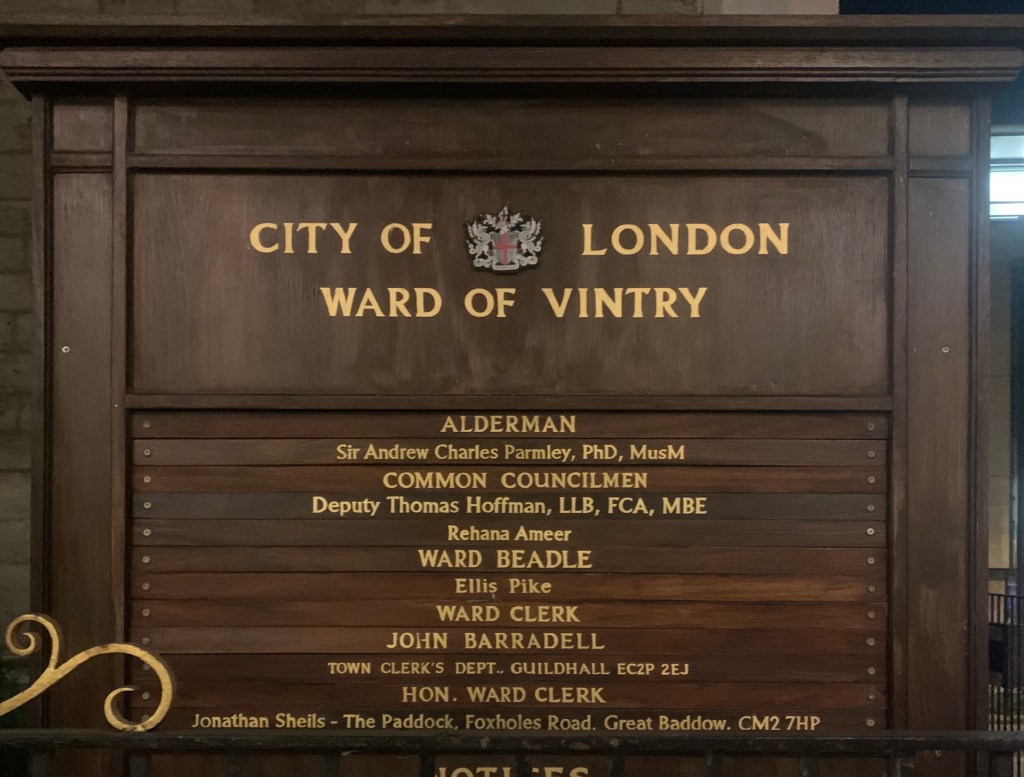 CITY OF LONDON
WARD OF VINTRY
ALDERMAN
Sir Andrew Charles Parmley, PhD, MusM
COMMON COUNCILMEN
Deputy Thomas Hoffman, LLB, FCA, MBE
Rehana Ameer
WARD BEADLE
Ellis Pike
WARD CLERK
JOHN BARRADELL
TOWN CLERK'S DEPT., GUILDHALL EC2P 2EJ
HON. WARD CLERK
Jonathan Sheils - The Paddock, Foxholes Road, Great Baddow, CM2 7HP